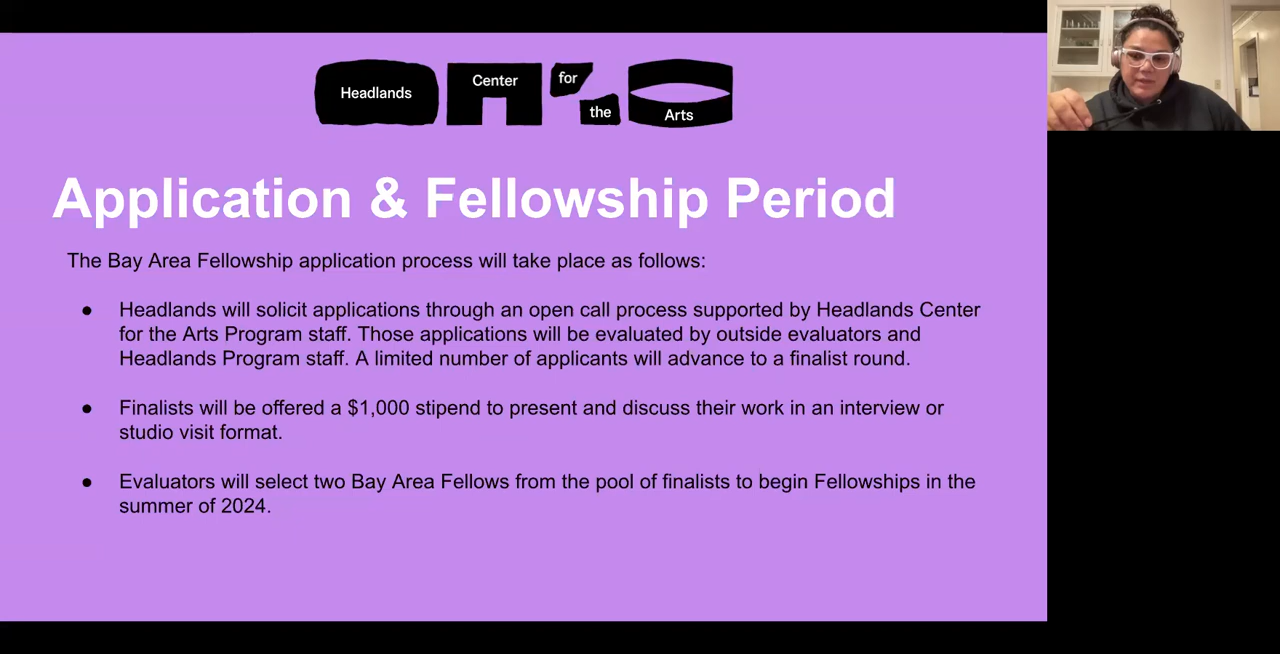 Headlands
Center
for
the
Arts
Application & Fellowship Period
The Bay Area Fellowship application process will take place as follows:
● Headlands will solicit applications through an open call process supported by Headlands Center
for the Arts Program staff. Those applications will be evaluated by outside evaluators and
Headlands Program staff. A limited number of applicants will advance to a finalist round.
● Finalists will be offered a $1,000 stipend to present and discuss their work in an interview or
studio visit format.
● Evaluators will select two Bay Area Fellows from the pool of finalists to begin Fellowships in the
summer of 2024.